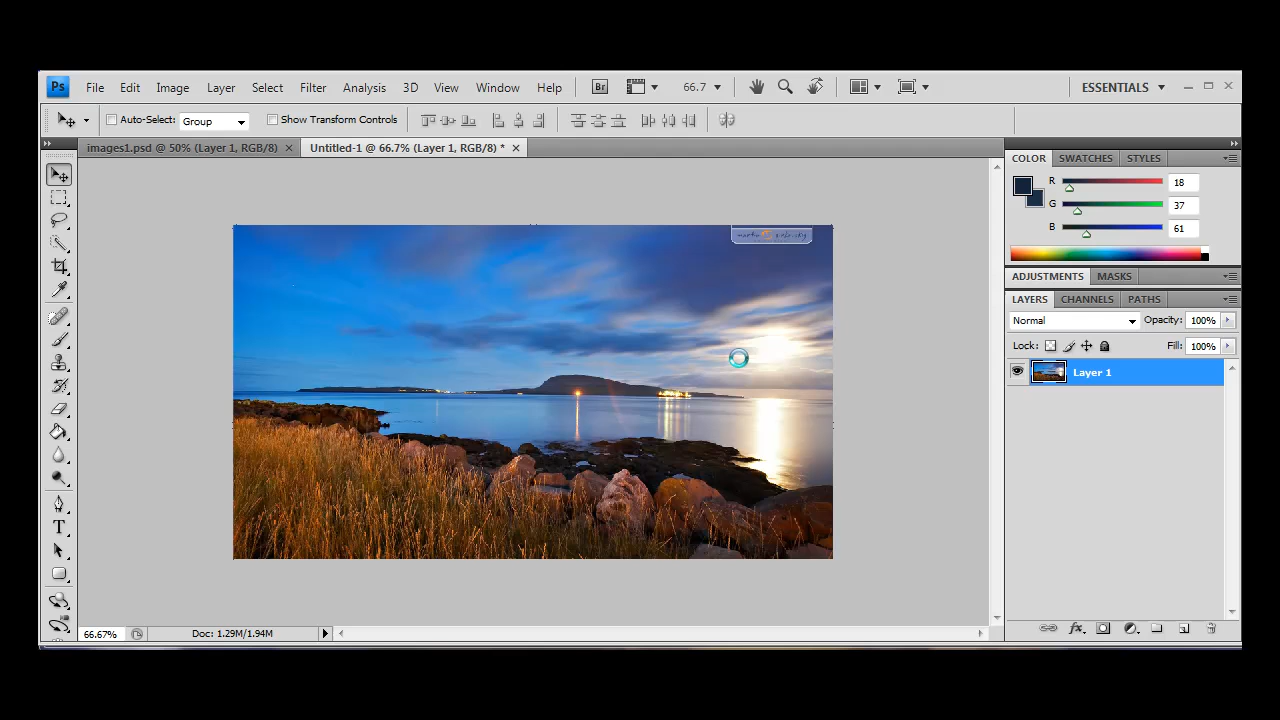 Ps File Edit Image Layer Select Filter Analysis 3D View Window Help Br 66.7 ESSENTIALS
Auto-Select: Group Show Transform Controls
images1.psd @ 50% (Layer 1, RGB/8) Untitled-1 @ 66.7% (Layer 1, RGB/8) *
COLOR SWATCHES STYLES
R 18
G 37
B 61
ADJUSTMENTS MASKS
LAYERS CHANNELS PATHS
Normal Opacity: 100%
Lock: Fill: 100%
Layer 1
T
fx
66.67% Doc: 1.29M/1.94M